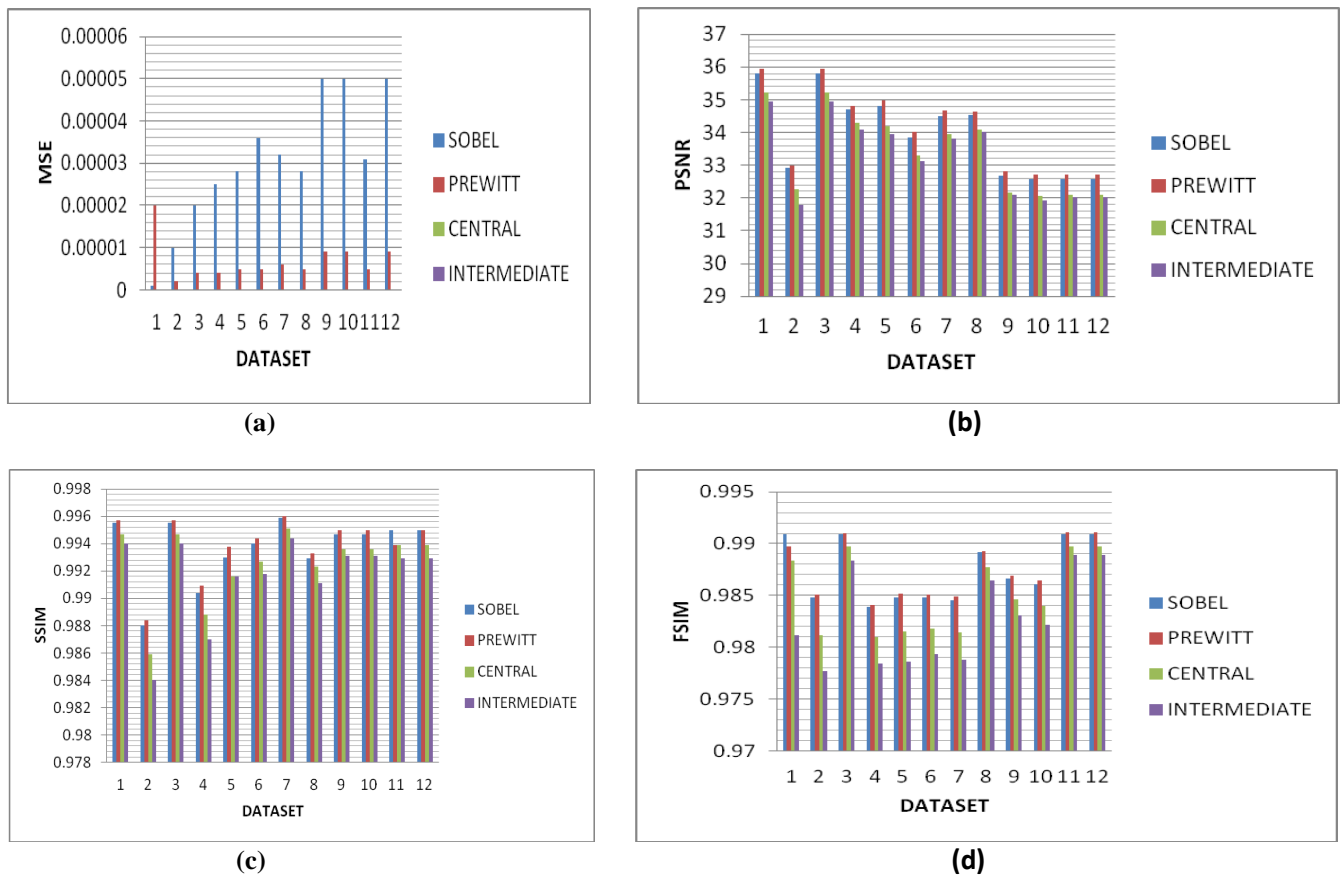 0.00006
0.00005
0.00004
0.00003
0.00002
0.00001
0
MSE
1 2 3 4 5 6 7 8 9 10 11 12
DATASET
SOBEL
PREWITT
CENTRAL
INTERMEDIATE
(a)
37
36
35
34
33
32
31
30
29
PSNR
1 2 3 4 5 6 7 8 9 10 11 12
DATASET
SOBEL
PREWITT
CENTRAL
INTERMEDIATE
(b)
0.998
0.996
0.994
0.992
0.99
0.988
0.986
0.984
0.982
0.98
0.978
SSIM
1 2 3 4 5 6 7 8 9 10 11 12
DATASET
SOBEL
PREWITT
CENTRAL
INTERMEDIATE
(c)
0.995
0.99
0.985
0.98
0.975
0.97
FSIM
1 2 3 4 5 6 7 8 9 10 11 12
DATASET
SOBEL
PREWITT
CENTRAL
INTERMEDIATE
(d)